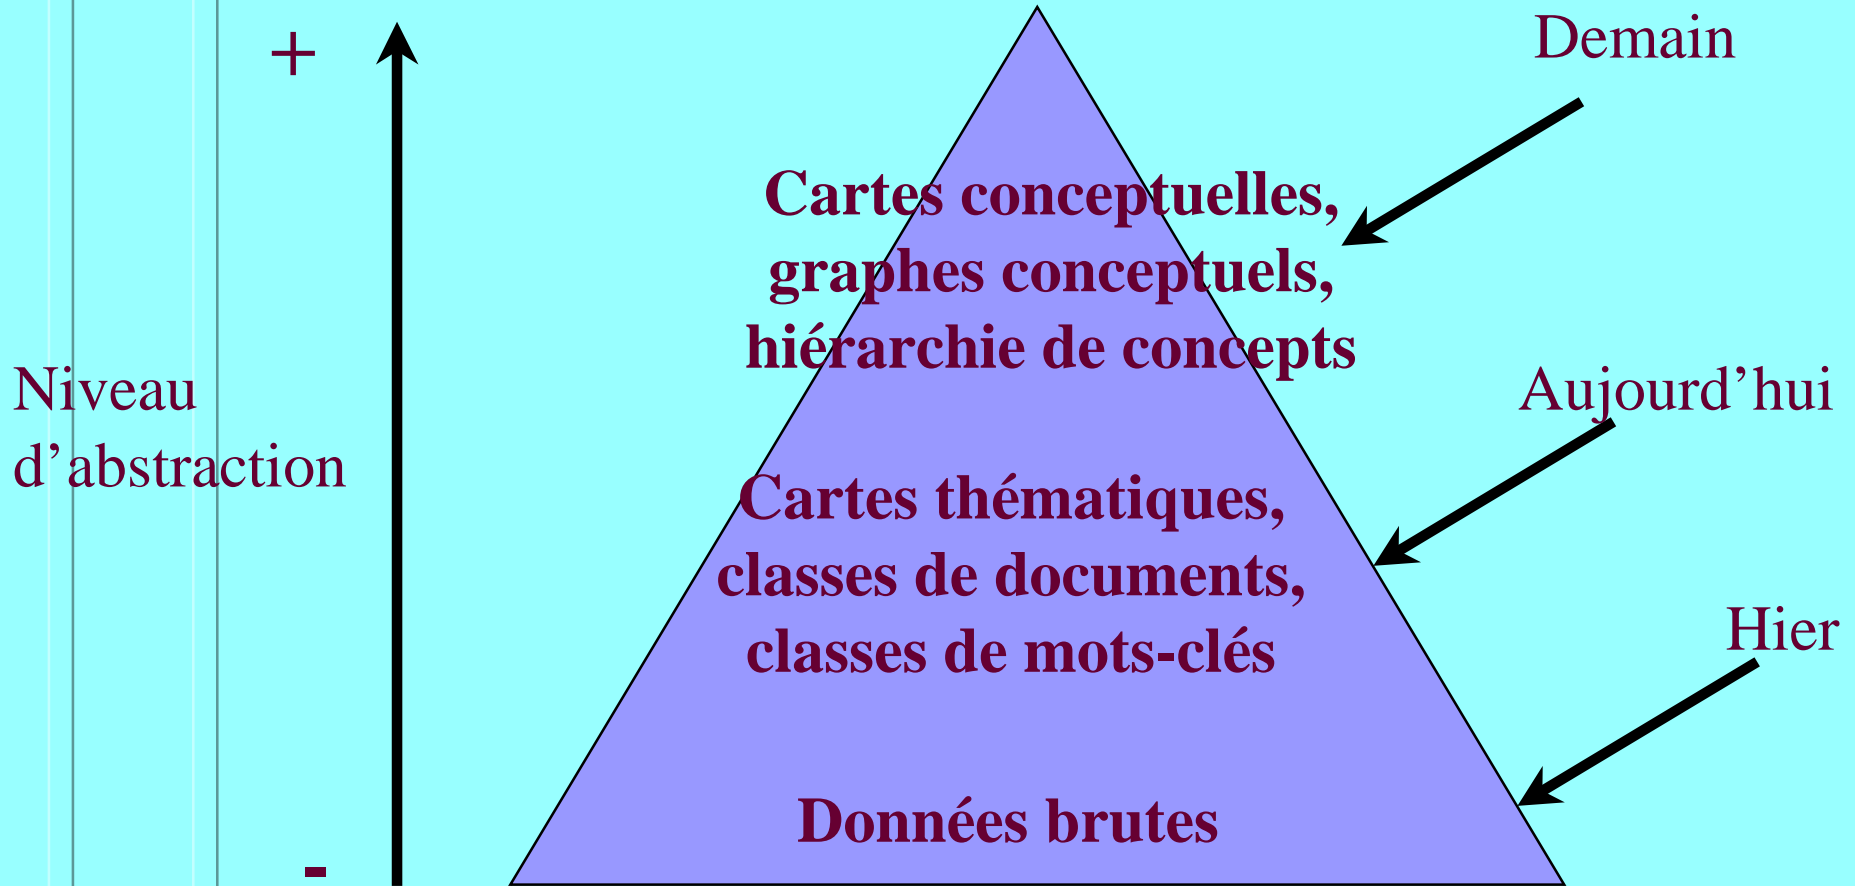 +
Demain
Cartes conceptuelles,
graphes conceptuels,
hiérarchie de concepts
Niveau
d’abstraction
Aujourd’hui
Cartes thématiques,
classes de documents,
classes de mots-clés
Hier
Données brutes
-